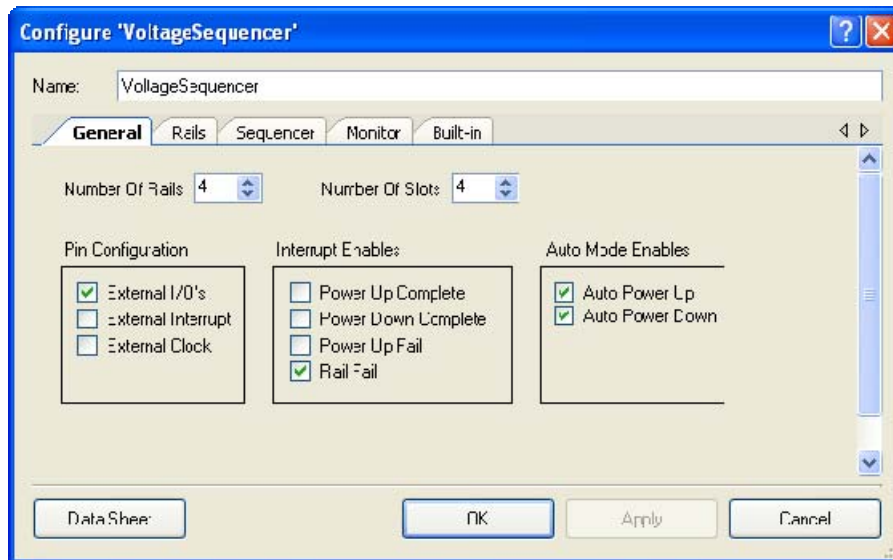 Configure 'VoltageSequencer'
Name: VoltageSequencer
General Rails Sequencer Monitor Built-in
Number Of Rails 4 Number Of Slots 4
Pin Configuration Interrupt Enables Auto Mode Enables
External I/O's Power Up Complete Auto Power Up
External Interrupt Power Down Complete Auto Power Down
External Clock Power Up Fail
Rail Fail
Data Sheet OK Apply Cancel